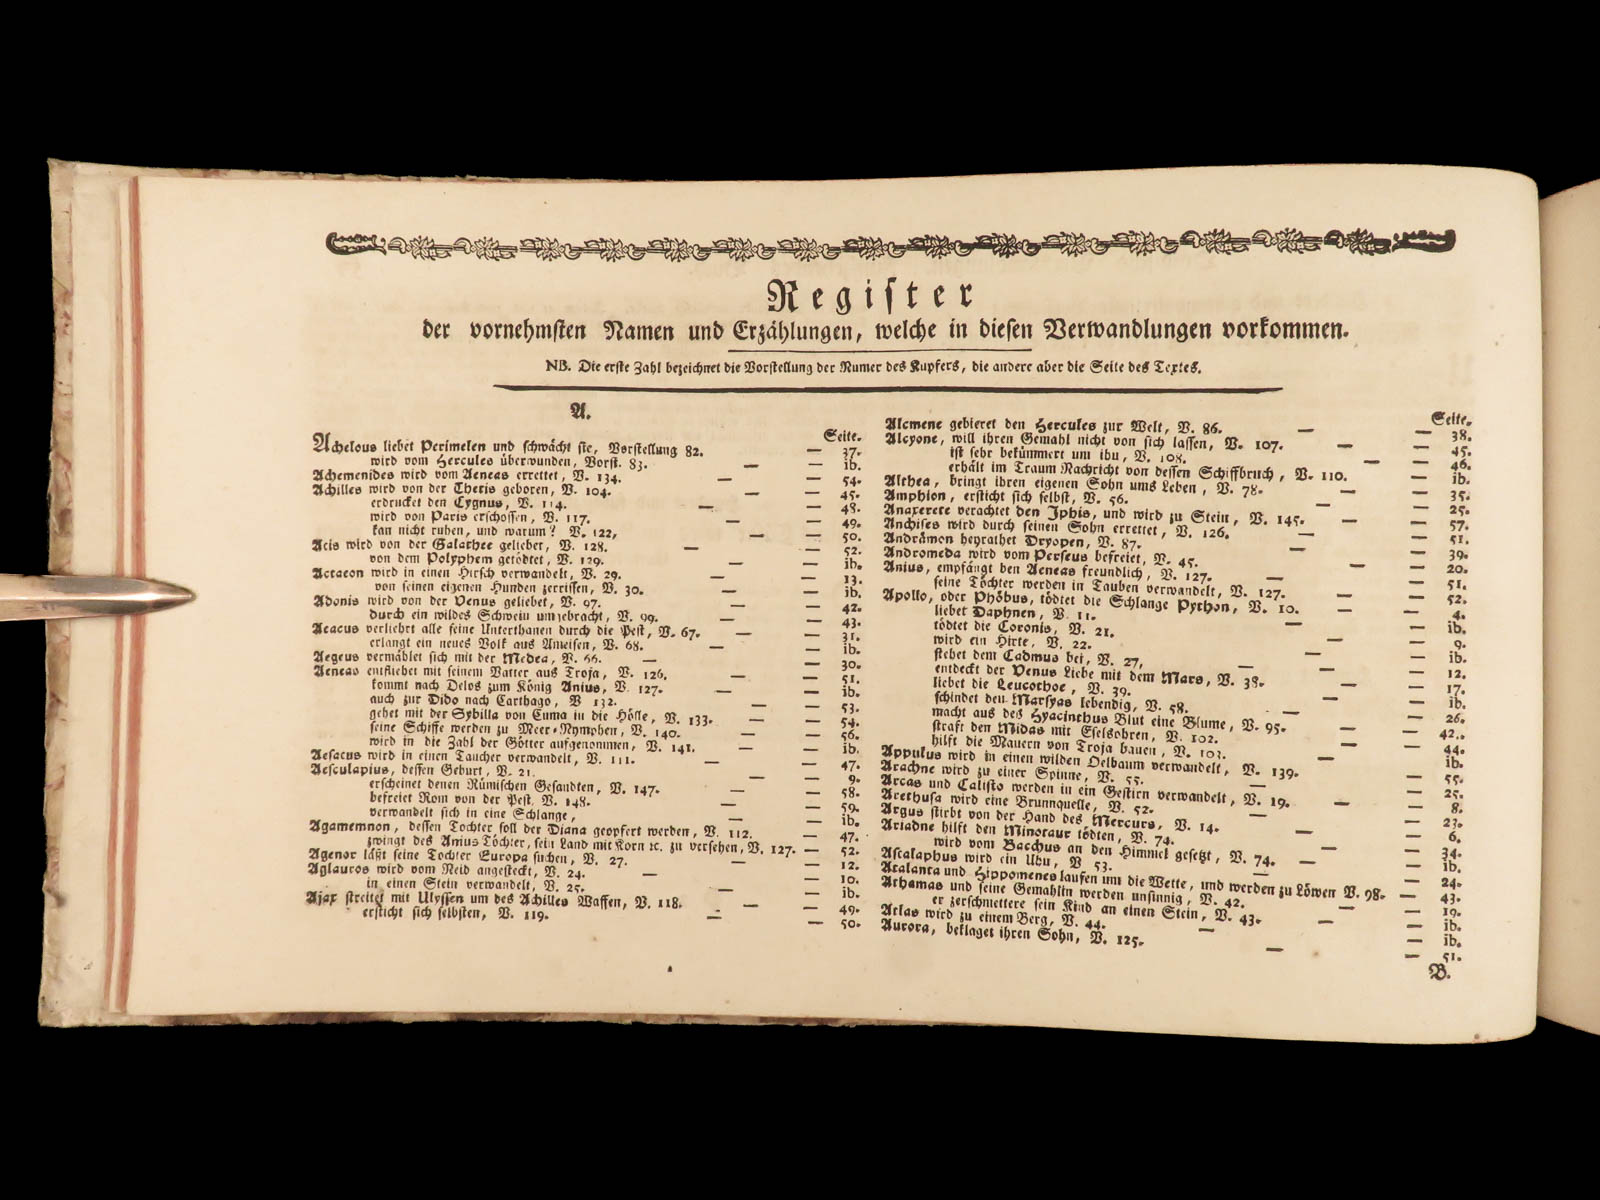 Register
der vornehmsten Namen und Erzählungen, welche in diesen Verwandlungen vorkommen.
NB. Die erste Zahl bezeichnet die Vorstellung der Numer des Kupfers, die andere aber die Seite des Textes.
A.
Seite.
Achelous liebet Perimelen und schwächt sie, Vorstellung 82. — 37.
wird vom Hercules überwunden, Vorst. 83. — — ib.
Achemenides wird vom Aeneas errettet, V. 134. — — 54.
Achilles wird von der Thetis geboren, V. 104. — — 45.
erdrucket den Cygnus, V. 114. — — 48.
wird von Paris erschossen, V. 117. — — 49.
kan nicht ruhen, und warum? V. 122, — — 50.
Acis wird von der Galathee geliebet, V. 128. — — 52.
von dem Polyphem getödtet, V. 129. — — ib.
Actaeon wird in einen Hirsch verwandelt, V. 29. — — 13.
von seinen eigenen Hunden zerrissen, V. 30. — — ib.
Adonis wird von der Venus geliebet, V. 97. — — 42.
durch ein wildes Schwein umgebracht, V. 99. — — 43.
Aeacus verliehrt alle seine Unterthanen durch die Pest, V. 67. — — 31.
erlangt ein neues Volk aus Ameisen, V. 68. — — ib.
Aegeus vermählet sich mit der Medea, V. 66. — — 30.
Aeneas entfliehet mit seinem Vatter aus Troja, V. 126. — — 51.
kommt nach Delos zum König Anius, V. 127. — — ib.
auch zur Dido nach Carthago, V 132. — — 53.
gehet mit der Sybilla von Cuma in die Hölle, V. 133. — — 54.
seine Schiffe werden zu Meer-Nymphen, V. 140. — — 56.
wird in die Zahl der Götter aufgenommen, V. 141. — — ib.
Aesacus wird in einen Taucher verwandelt, V. 111. — — 47.
Aesculapius, dessen Geburt, V. 21. — — 9.
erscheinet denen Römischen Gesandten, V. 147. — — 58.
befreiet Rom von der Pest, V. 148. — — 59.
verwandelt sich in eine Schlange, — — ib.
Agamemnon, dessen Tochter soll der Diana geopfert werden, V. 112. — 47.
zwingt des Anius Töchter, sein Land mit Korn ꝛc. zu versehen, V. 127. — 52.
Agenor läßt seine Tochter Europa suchen, V. 27. — — 12.
Aglauros wird vom Neid angesteckt, V. 24. — — 10.
in einen Stein verwandelt, V. 25. — — ib.
Ajax streitet mit Ulyssen um des Achilles Waffen, V. 118. — — 49.
ersticht sich selbsten, V. 119. — — 50.
Seite.
Alcmene gebieret den Hercules zur Welt, V. 86. — — 38.
Alcyone, will ihren Gemahl nicht von sich lassen, V. 107. — — 45.
ist sehr bekümmert um ihn, V. 108. — — 46.
erhält im Traum Nachricht von dessen Schiffbruch, V. 110. — ib.
Althea, bringt ihren eigenen Sohn ums Leben, V. 78. — — 35.
Amphion, ersticht sich selbst, V. 56. — — 25.
Anaxerete verachtet den Iphis, und wird zu Stein, V. 145. — — 57.
Anchises wird durch seinen Sohn errettet, V. 126. — — 51.
Andrämon heyrathet Dryopen, V. 87. — — 39.
Andromeda wird vom Perseus befreiet, V. 45. — — 20.
Anius, empfängt den Aeneas freundlich, V. 127. — — 51.
seine Töchter werden in Tauben verwandelt, V. 127. — — 52.
Apollo, oder Phöbus, tödtet die Schlange Python, V. 10. — — 4.
liebet Daphnen, V. 11. — — ib.
tödtet die Coronis, V. 21. — — 9.
wird ein Hirte, V. 22. — — ib.
stehet dem Cadmus bei, V. 27, — — 12.
entdeckt der Venus Liebe mit dem Mars, V. 38. — — 17.
liebet die Leucothoe, V. 39. — — ib.
schindet den Marsyas lebendig, V. 58. — — 26.
macht aus des Hyacinthus Blut eine Blume, V. 95. — — 42.
straft den Midas mit Eselsohren, V. 102. — — 44.
hilft die Mauern von Troja bauen, V. 103. — — ib.
Appulus wird in einen wilden Oelbaum verwandelt, V. 139. — — 55.
Arachne wird zu einer Spinne, V. 55. — — 25.
Arcas und Calisto werden in ein Gestirn verwandelt, V. 19. — — 8.
Arethusa wird eine Brunnquelle, V. 52. — — 23.
Argus stirbt von der Hand des Mercurs, V. 14. — — 6.
Ariadne hilft den Minotaur tödten, V. 74. — — 34.
wird vom Bacchus an den Himmel gesetzt, V. 74. — — ib.
Ascalaphus wird ein Uhu, V 53. — — 24.
Atalanta und Hippomenes laufen um die Wette, und werden zu Löwen V. 98. — 43.
Athamas und seine Gemahlin werden unsinnig, V. 42. — — 19.
er zerschmettere sein Kind an einen Stein, V. 43. — — ib.
Atlas wird zu einem Berg, V. 44. — — ib.
Aurora, beklaget ihren Sohn, V. 125. — — 51.
B.